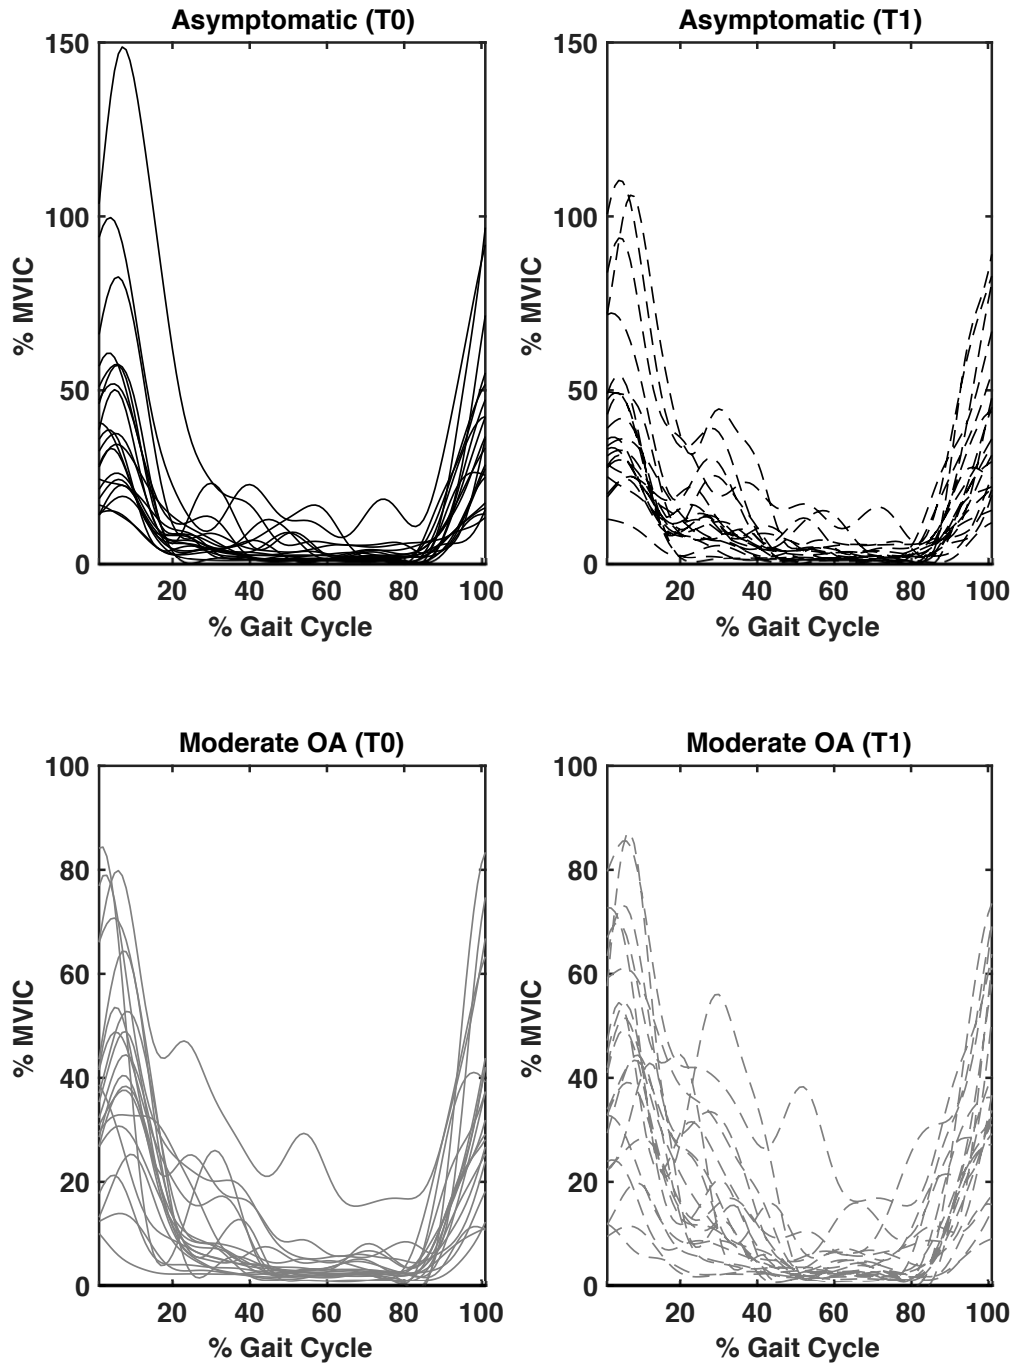 Asymptomatic (T0)
150
100
50
0
% MVIC
20 40 60 80 100
% Gait Cycle
Asymptomatic (T1)
150
100
50
0
% MVIC
20 40 60 80 100
% Gait Cycle
Moderate OA (T0)
100
80
60
40
20
0
% MVIC
20 40 60 80 100
% Gait Cycle
Moderate OA (T1)
100
80
60
40
20
0
% MVIC
20 40 60 80 100
% Gait Cycle